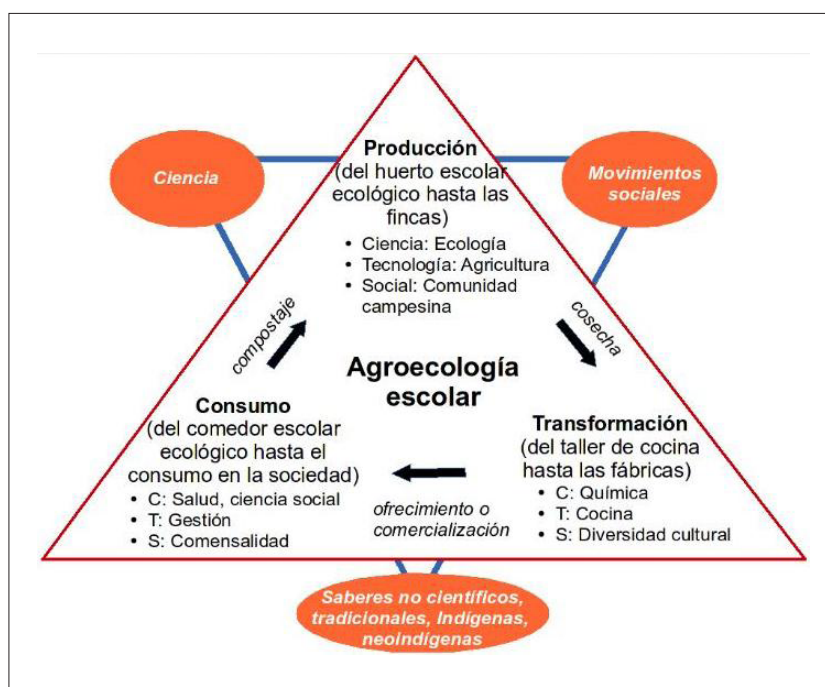 Ciencia
Movimientos
sociales
Producción
(del huerto escolar
ecológico hasta las
fincas)
• Ciencia: Ecología
• Tecnología: Agricultura
• Social: Comunidad
campesina
compostaje
cosecha
Agroecología
escolar
Consumo
(del comedor escolar
ecológico hasta el
consumo en la sociedad)
• C: Salud, ciencia social
• T: Gestión
• S: Comensalidad
ofrecimiento o
comercialización
Transformación
(del taller de cocina
hasta las fábricas)
• C: Química
• T: Cocina
• S: Diversidad cultural
Saberes no científicos,
tradicionales, Indígenas,
neoindígenas